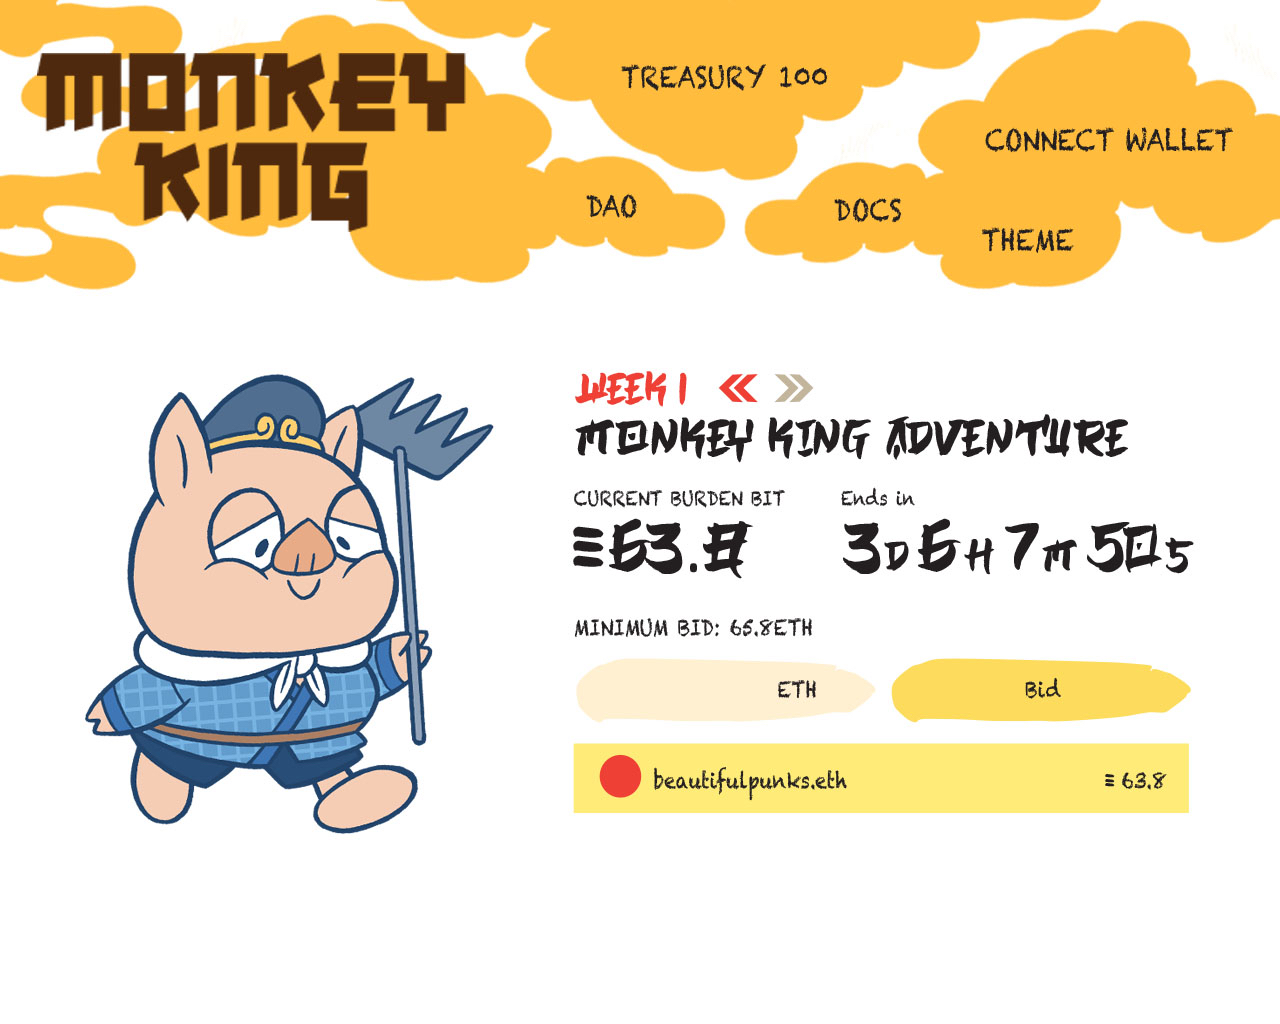 MONKEY
KING
TREASURY 100
CONNECT WALLET
DAO
DOCS
THEME
WEEK 1
MONKEY KING ADVENTURE
CURRENT BURDEN BIT
Ends in
Ξ63.8
3D 6H 7M 505
MINIMUM BID: 65.8ETH
ETH
Bid
beautifulpunks.eth
Ξ 63.8